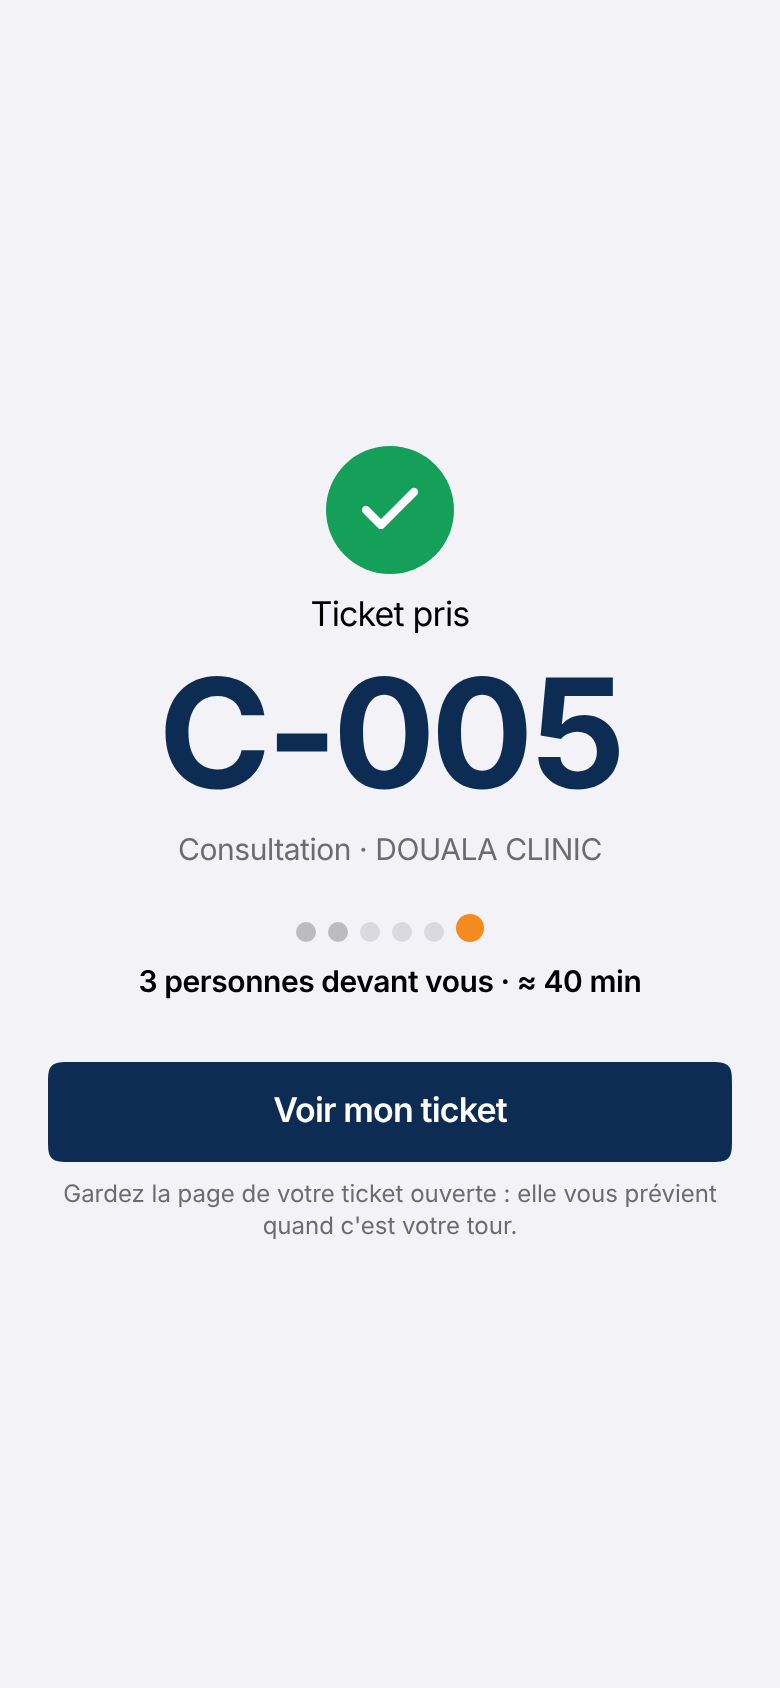 Ticket pris
C-005
Consultation · DOUALA CLINIC
3 personnes devant vous · ≈ 40 min
Voir mon ticket
Gardez la page de votre ticket ouverte : elle vous prévient
quand c'est votre tour.